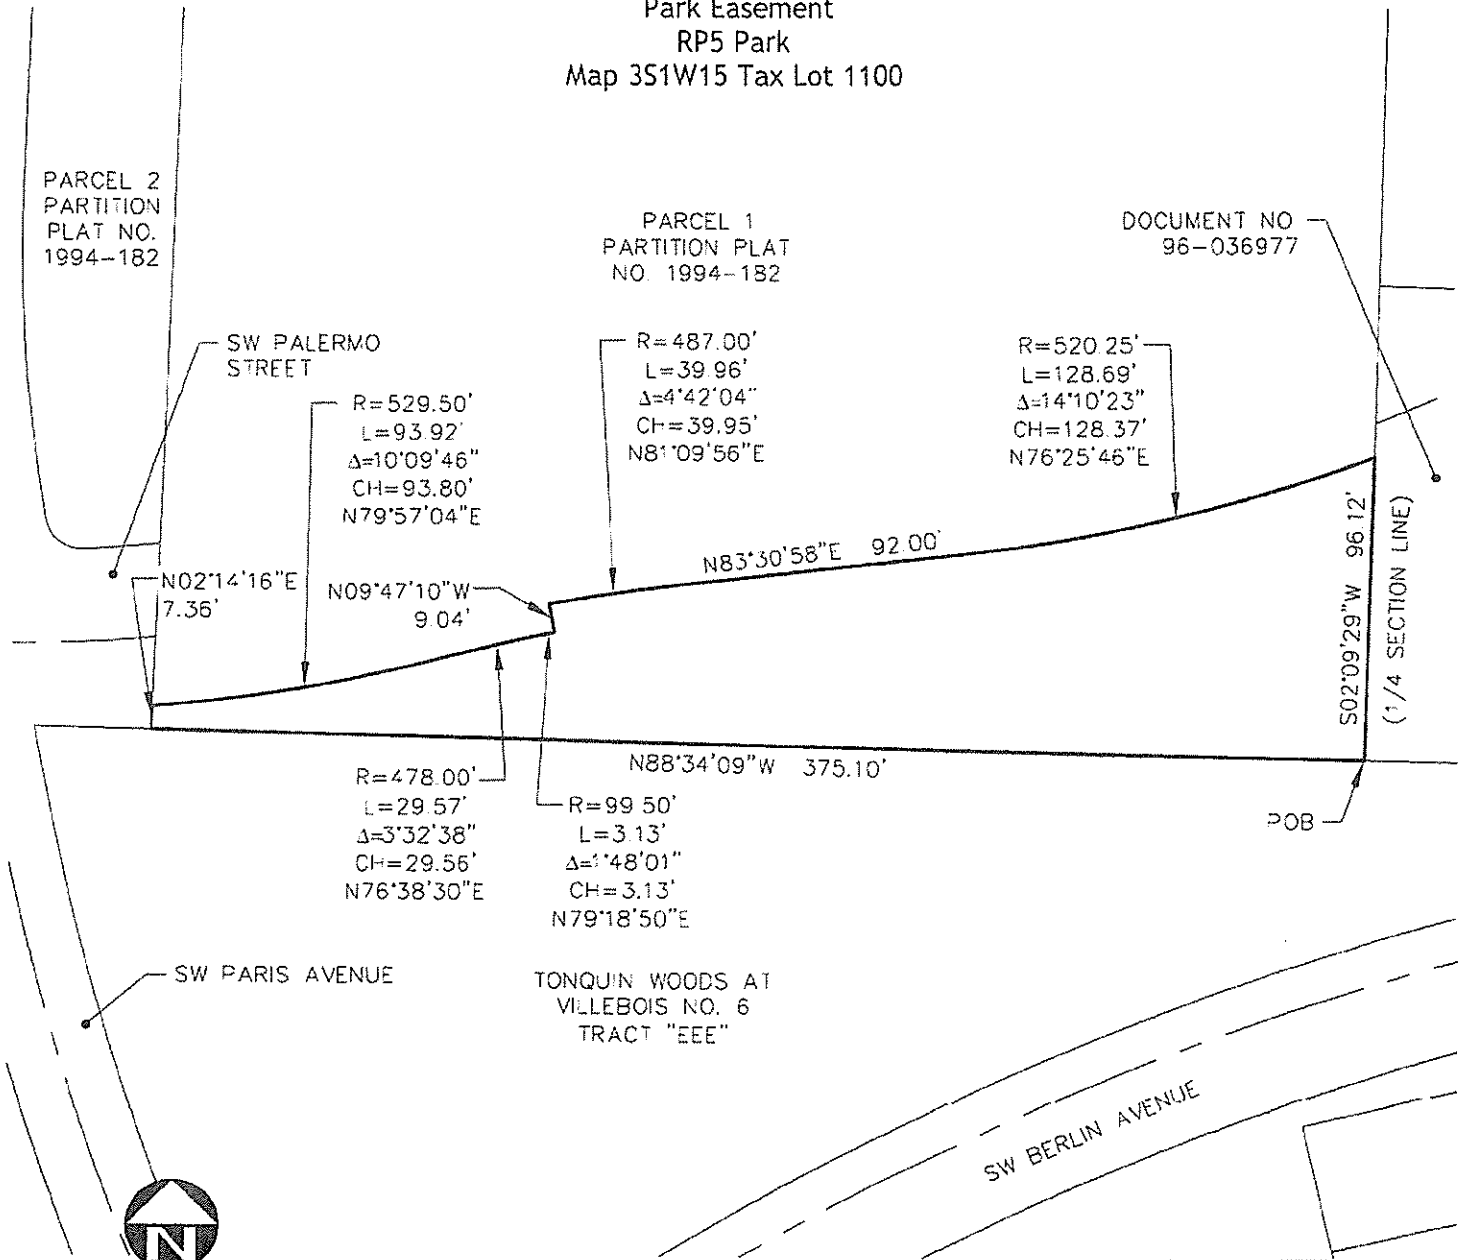 Park Easement
RP5 Park
Map 3S1W15 Tax Lot 1100
PARCEL 2
PARTITION
PLAT NO.
1994-182
PARCEL 1
PARTITION PLAT
NO. 1994-182
DOCUMENT NO
96-036977
SW PALERMO
STREET
R=529.50'
L=93.92'
Δ=10°09'46"
CH=93.80'
N79°57'04"E
R=487.00'
L=39.96'
Δ=4°42'04"
CH=39.95'
N81°09'56"E
R=520.25'
L=128.69'
Δ=14°10'23"
CH=128.37'
N76°25'46"E
N02°14'16"E
7.36'
N09°47'10"W
9.04'
N83°30'58"E 92.00'
S02°09'29"W 96.12'
(1/4 SECTION LINE)
N88°34'09"W 375.10'
POB
R=478.00'
L=29.57'
Δ=3°32'38"
CH=29.56'
N76°38'30"E
R=99.50'
L=3.13'
Δ=1°48'01"
CH=3.13'
N79°18'50"E
SW PARIS AVENUE
TONQUIN WOODS AT
VILLEBOIS NO. 6
TRACT "EEE"
SW BERLIN AVENUE
N